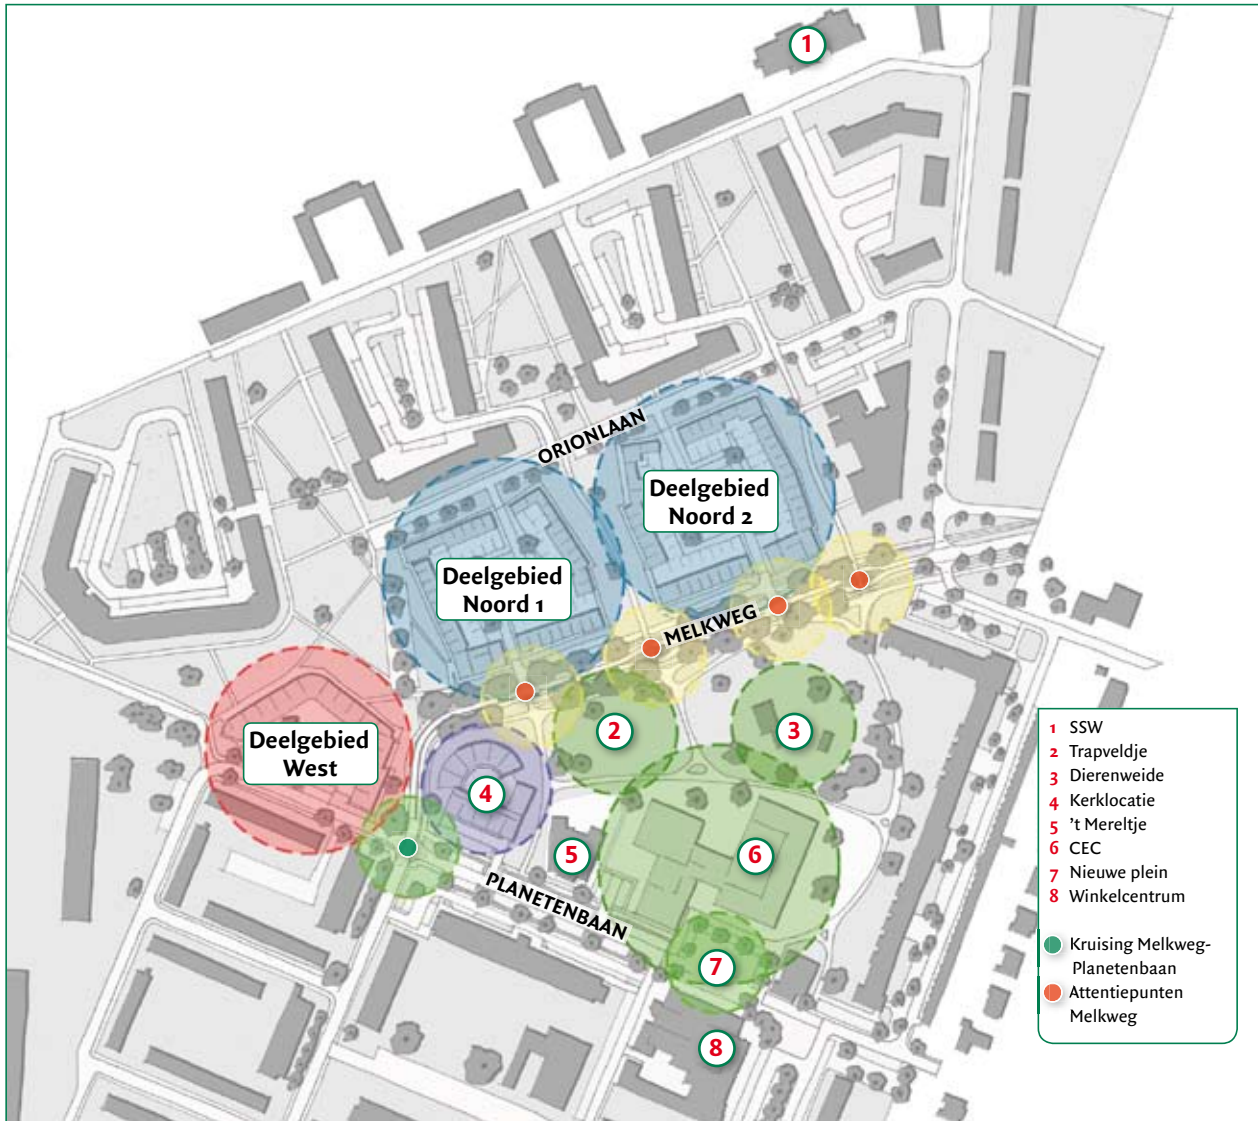 1
ORIONLAAN
Deelgebied
Noord 2
Deelgebied
Noord 1
MELKWEG
Deelgebied
West
2
3
4
5
6
PLANETENBAAN
7
8
1 SSW
2 Trapveldje
3 Dierenweide
4 Kerklocatie
5 't Mereltje
6 CEC
7 Nieuwe plein
8 Winkelcentrum
Kruising Melkweg-
Planetenbaan
Attentiepunten
Melkweg